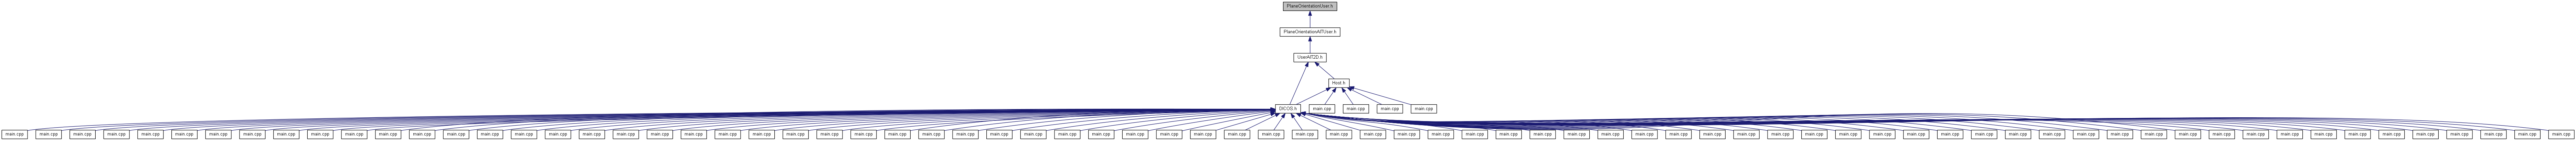 PlaneOrientationUser.h
PlaneOrientationAITUser.h
UserAIT2D.h
Host.h
DICOS.h main.cpp main.cpp main.cpp main.cpp
main.cpp main.cpp main.cpp main.cpp main.cpp main.cpp main.cpp main.cpp main.cpp main.cpp main.cpp main.cpp main.cpp main.cpp main.cpp main.cpp main.cpp main.cpp main.cpp main.cpp main.cpp main.cpp main.cpp main.cpp main.cpp main.cpp main.cpp main.cpp main.cpp main.cpp main.cpp main.cpp main.cpp main.cpp main.cpp main.cpp main.cpp main.cpp main.cpp main.cpp main.cpp main.cpp main.cpp main.cpp main.cpp main.cpp main.cpp main.cpp main.cpp main.cpp main.cpp main.cpp main.cpp main.cpp main.cpp main.cpp main.cpp main.cpp main.cpp main.cpp main.cpp main.cpp main.cpp main.cpp main.cpp main.cpp main.cpp main.cpp main.cpp main.cpp main.cpp main.cpp